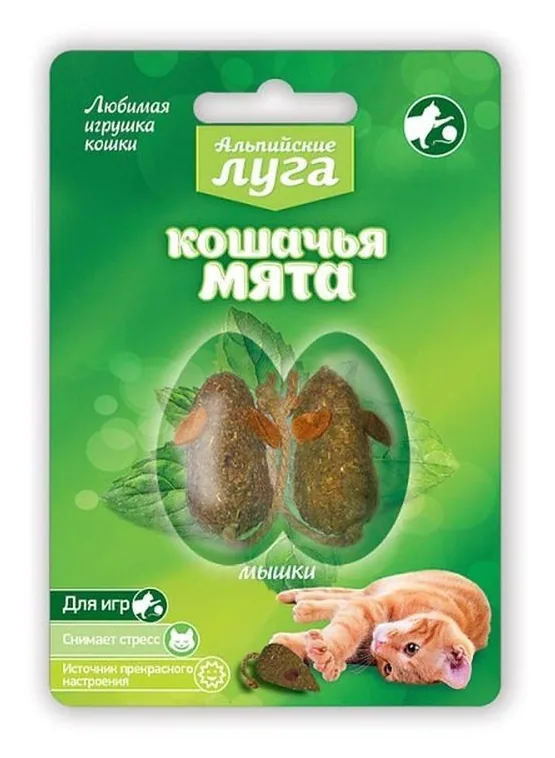 Любимая
игрушка
кошки
Альпийские
луга
кошачья
мята
мышки
Для игр
Снимает стресс
Источник прекрасного
настроения